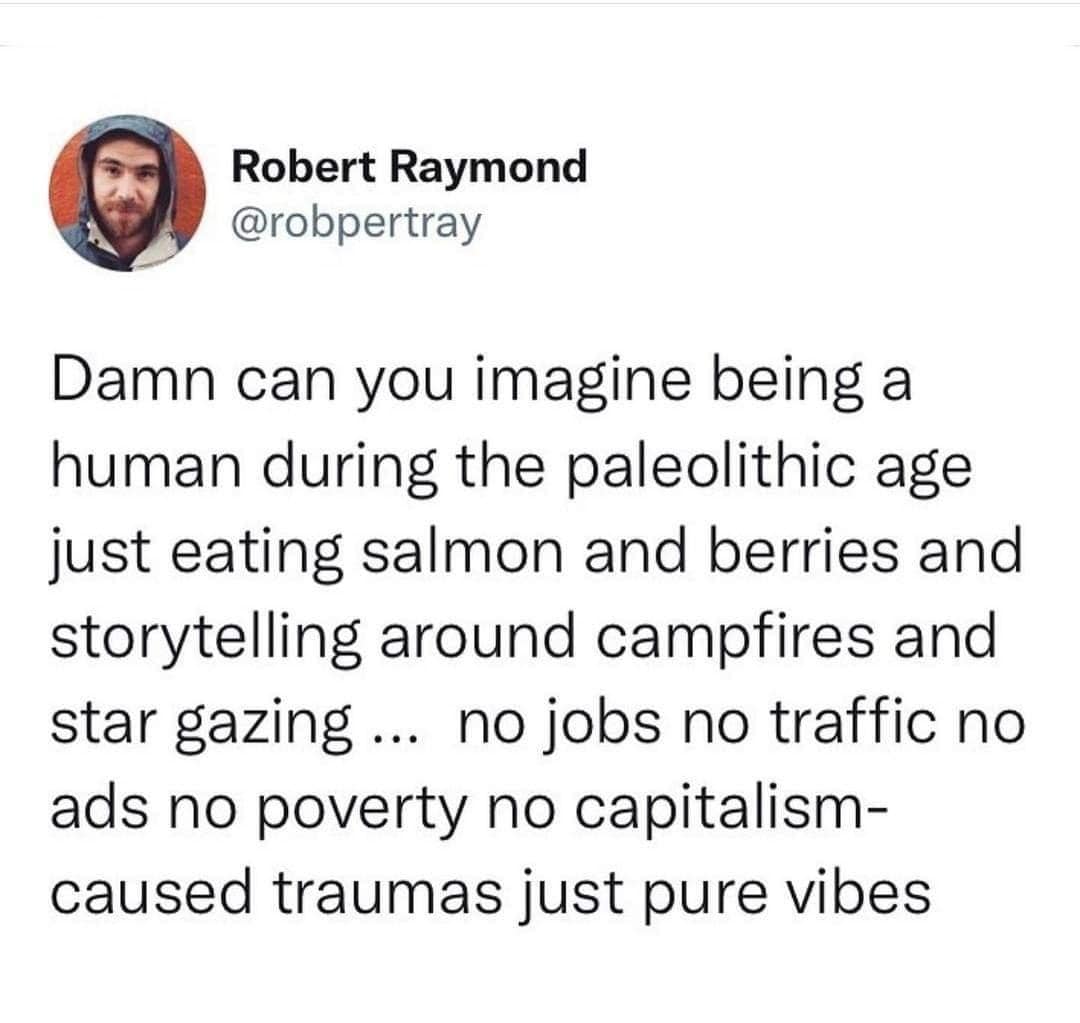 Robert Raymond
@robpertray
Damn can you imagine being a
human during the paleolithic age
just eating salmon and berries and
storytelling around campfires and
star gazing ... no jobs no traffic no
ads no poverty no capitalism-
caused traumas just pure vibes